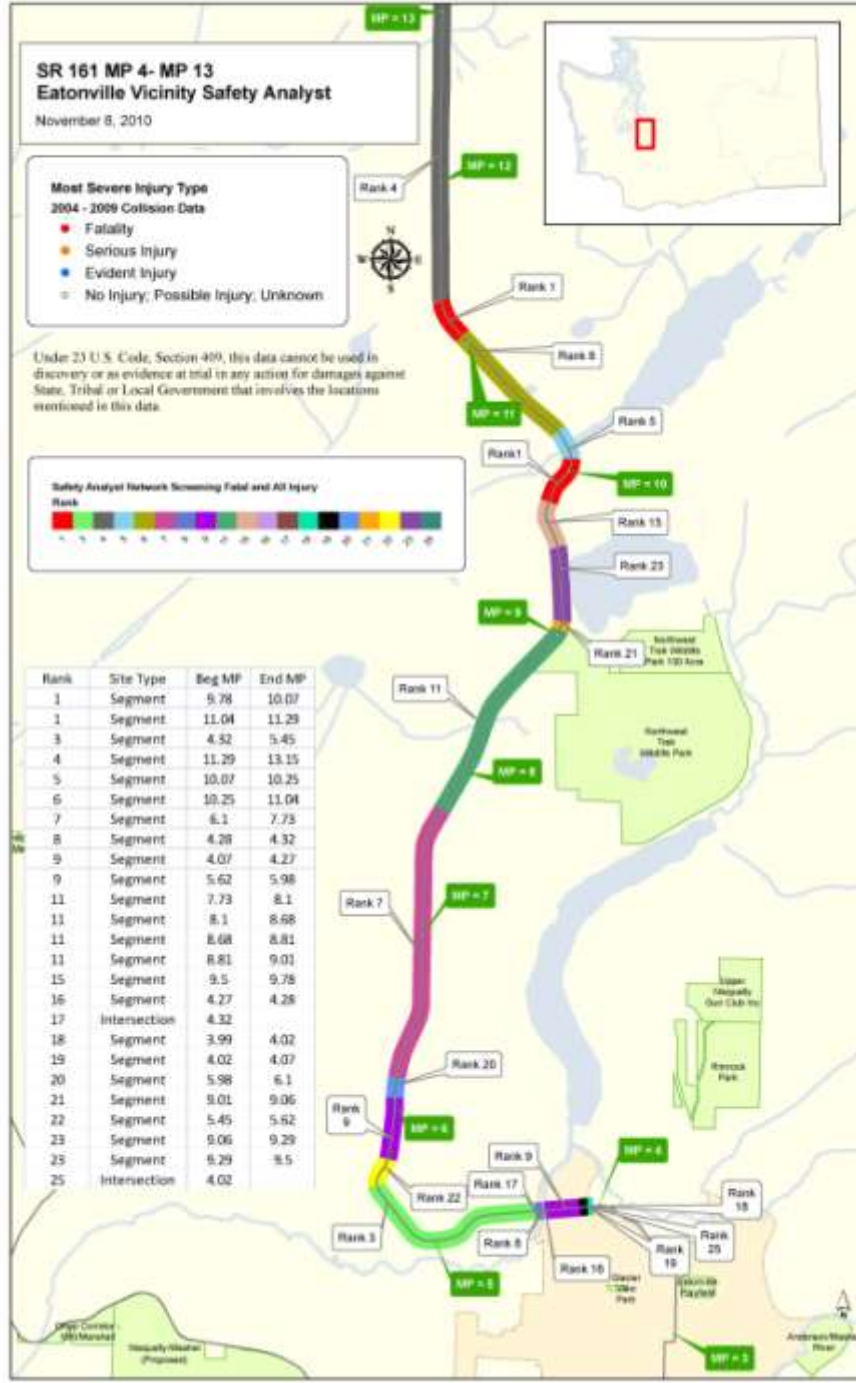 MP = 13
SR 161 MP 4- MP 13
Eatonville Vicinity Safety Analyst
November 8, 2010
MP = 12
Rank 4
Most Severe Injury Type
2004 - 2009 Collision Data
Fatality
Serious Injury
Evident Injury
No Injury; Possible Injury; Unknown
N
W E
S
Rank 1
Under 23 U.S. Code, Section 409, this data cannot be used in
discovery or as evidence at trial in any action for damages against
State, Tribal or Local Government that involves the locations
mentioned in this data.
Rank 6
MP = 11
Rank 5
Rank1
MP = 10
Safety Analyst Network Screening Fatal and All Injury
Rank
Rank 15
Rank 23
MP = 9
Rank 21
Northwest
Trek Wildlife
Park 100 Acre
Rank 11
Northwest
Trek
Wildlife Park
MP = 8
Rank Site Type Beg MP End MP
1 Segment 9.78 10.07
1 Segment 11.04 11.29
3 Segment 4.32 5.45
4 Segment 11.29 13.15
5 Segment 10.07 10.25
6 Segment 10.25 11.04
7 Segment 6.1 7.73
8 Segment 4.28 4.32
9 Segment 4.07 4.27
9 Segment 5.62 5.98
11 Segment 7.73 8.1
11 Segment 8.1 8.68
11 Segment 8.68 8.81
11 Segment 8.81 9.01
15 Segment 9.5 9.78
16 Segment 4.27 4.28
17 Intersection 4.32
18 Segment 3.99 4.02
19 Segment 4.02 4.07
20 Segment 5.98 6.1
21 Segment 9.01 9.06
22 Segment 5.45 5.62
23 Segment 9.06 9.29
23 Segment 9.29 9.5
25 Intersection 4.02
Rank 7
MP = 7
Upper
Nisqually
Gun Club Inc
Park
Rank 20
Rank
9
MP = 6
Rank 9
MP = 4
Rank 17
Rank 22
Rank
18
Rank 3
Rank 8
Rank
25
Rank
19
Rank 16
MP = 5
Park
MP = 3
River
(Proposed)